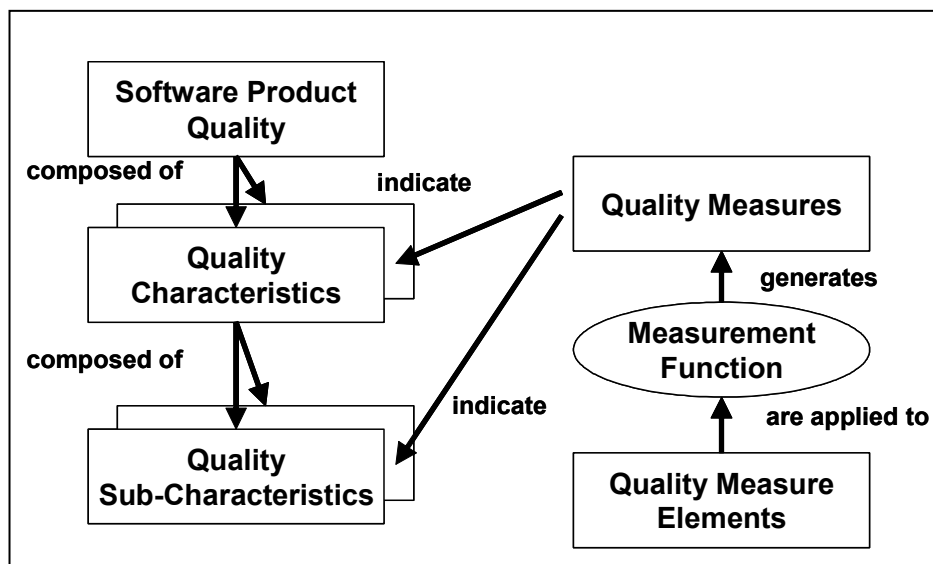 Software Product
Quality
composed of
indicate
Quality Measures
Quality
Characteristics
generates
Measurement
Function
composed of
indicate
are applied to
Quality
Sub-Characteristics
Quality Measure
Elements